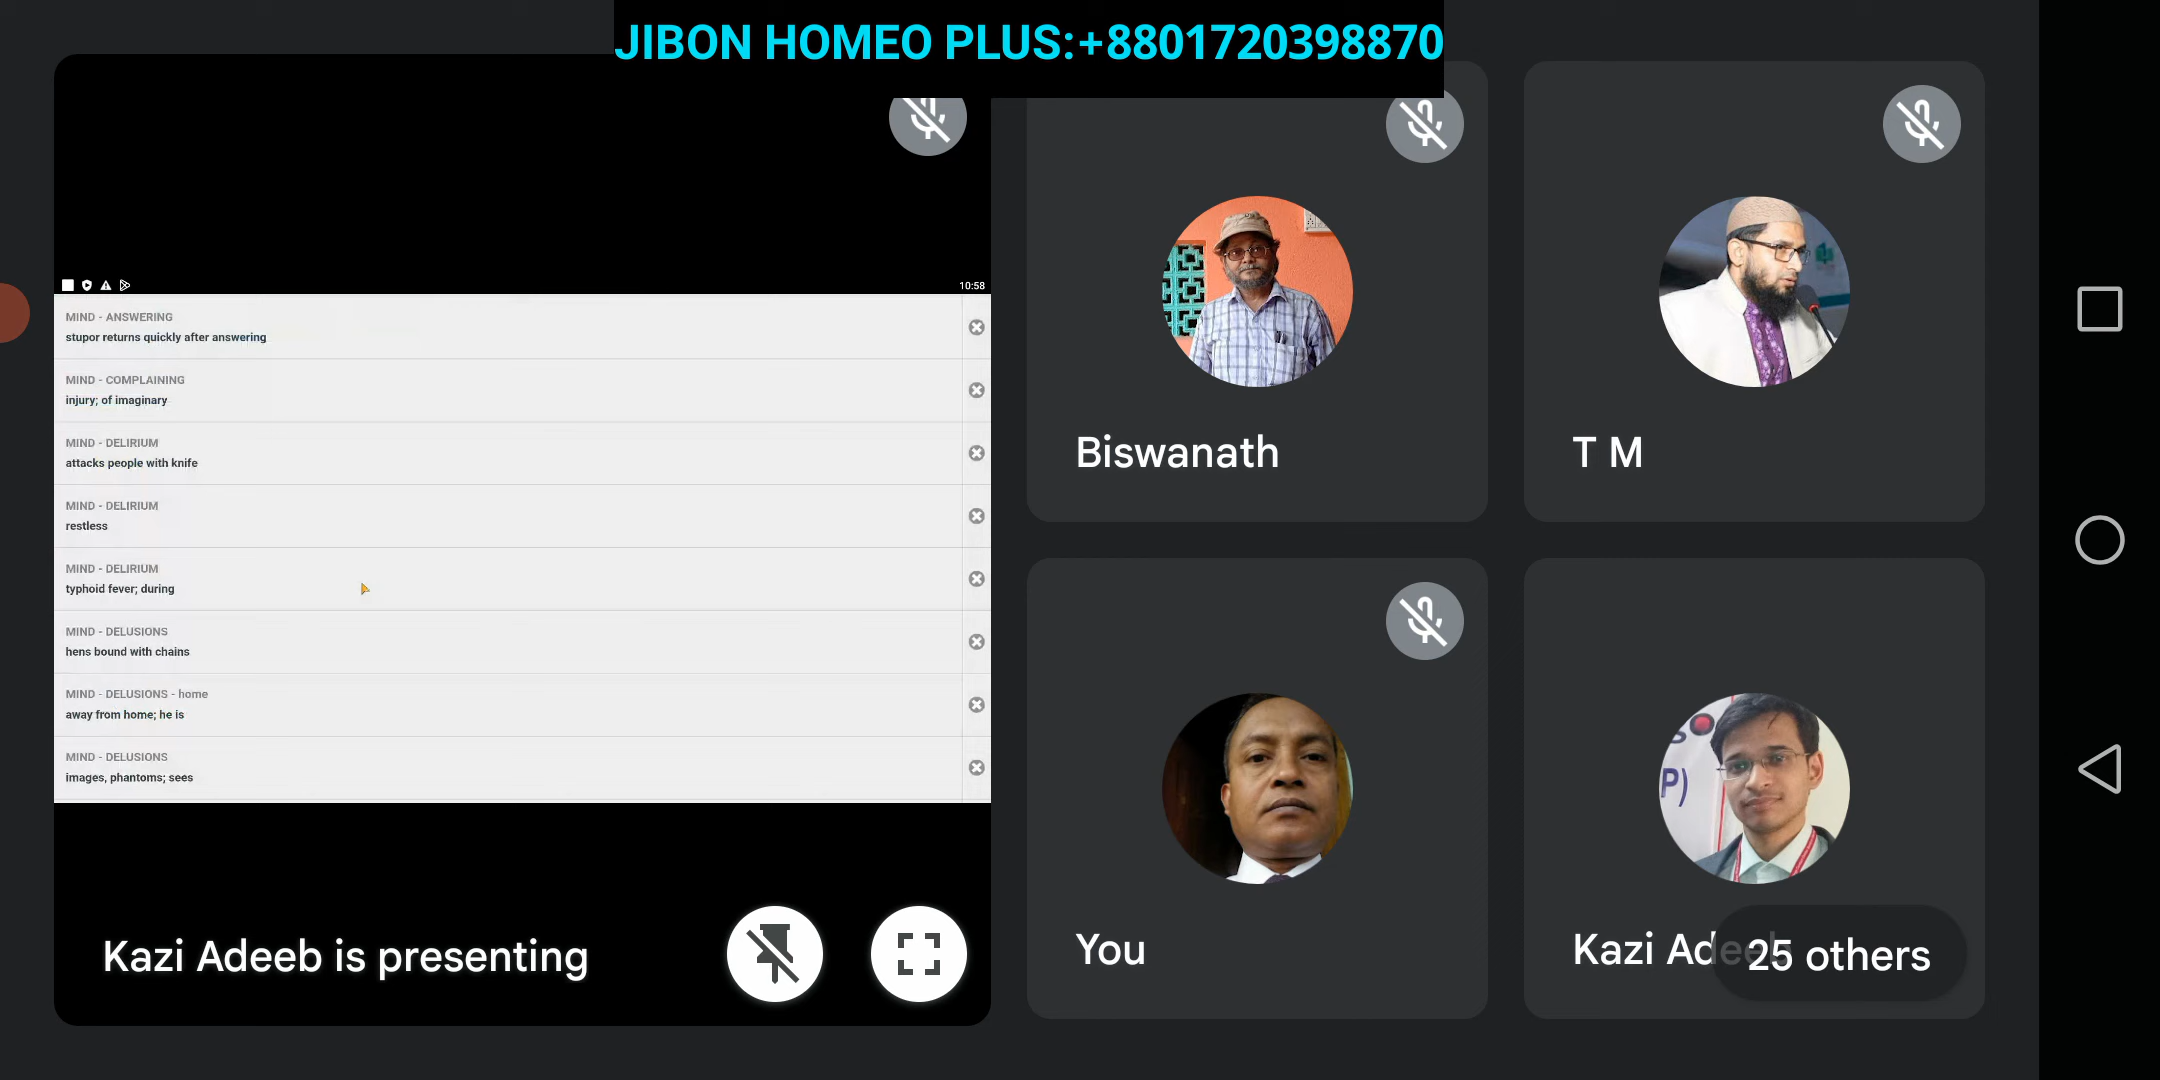 JIBON HOMEO PLUS:+8801720398870
10:58
MIND - ANSWERING
stupor returns quickly after answering
MIND - COMPLAINING
injury; of imaginary
MIND - DELIRIUM
attacks people with knife
MIND - DELIRIUM
restless
MIND - DELIRIUM
typhoid fever; during
MIND - DELUSIONS
hens bound with chains
MIND - DELUSIONS - home
away from home; he is
MIND - DELUSIONS
images, phantoms; sees
Kazi Adeeb is presenting
Biswanath
T M
You
P)
Kazi Adeeb
25 others